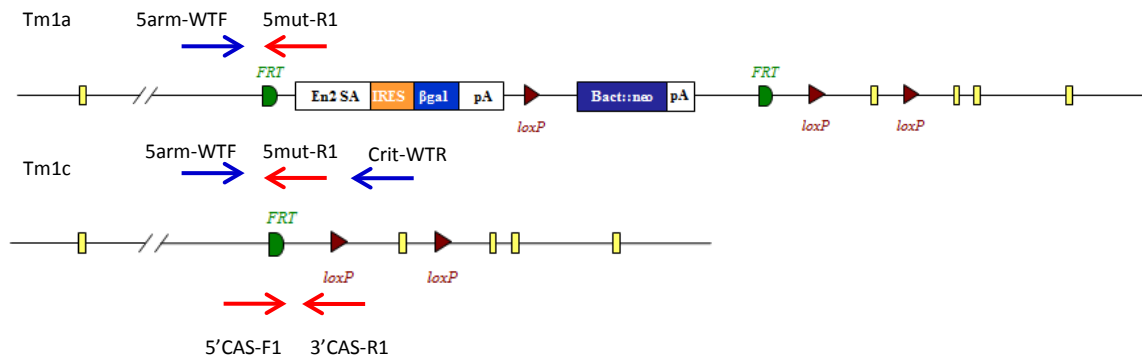 Tm1a 5arm-WTF 5mut-R1
FRT FRT
En2 SA IRES βgal pA Bact::neo pA
loxP loxP loxP
Tm1c 5arm-WTF 5mut-R1 Crit-WTR
FRT
loxP loxP
5'CAS-F1 3'CAS-R1